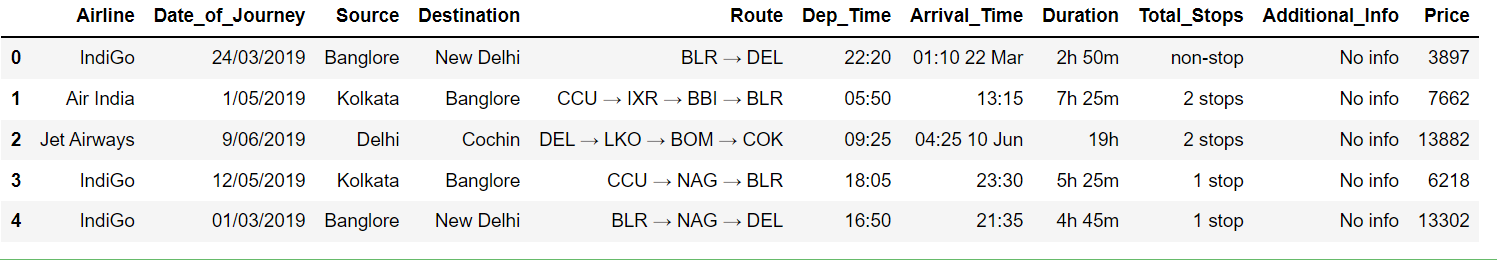 Airline Date_of_Journey Source Destination Route Dep_Time Arrival_Time Duration Total_Stops Additional_Info Price
0 IndiGo 24/03/2019 Banglore New Delhi BLR → DEL 22:20 01:10 22 Mar 2h 50m non-stop No info 3897
1 Air India 1/05/2019 Kolkata Banglore CCU → IXR → BBI → BLR 05:50 13:15 7h 25m 2 stops No info 7662
2 Jet Airways 9/06/2019 Delhi Cochin DEL → LKO → BOM → COK 09:25 04:25 10 Jun 19h 2 stops No info 13882
3 IndiGo 12/05/2019 Kolkata Banglore CCU → NAG → BLR 18:05 23:30 5h 25m 1 stop No info 6218
4 IndiGo 01/03/2019 Banglore New Delhi BLR → NAG → DEL 16:50 21:35 4h 45m 1 stop No info 13302